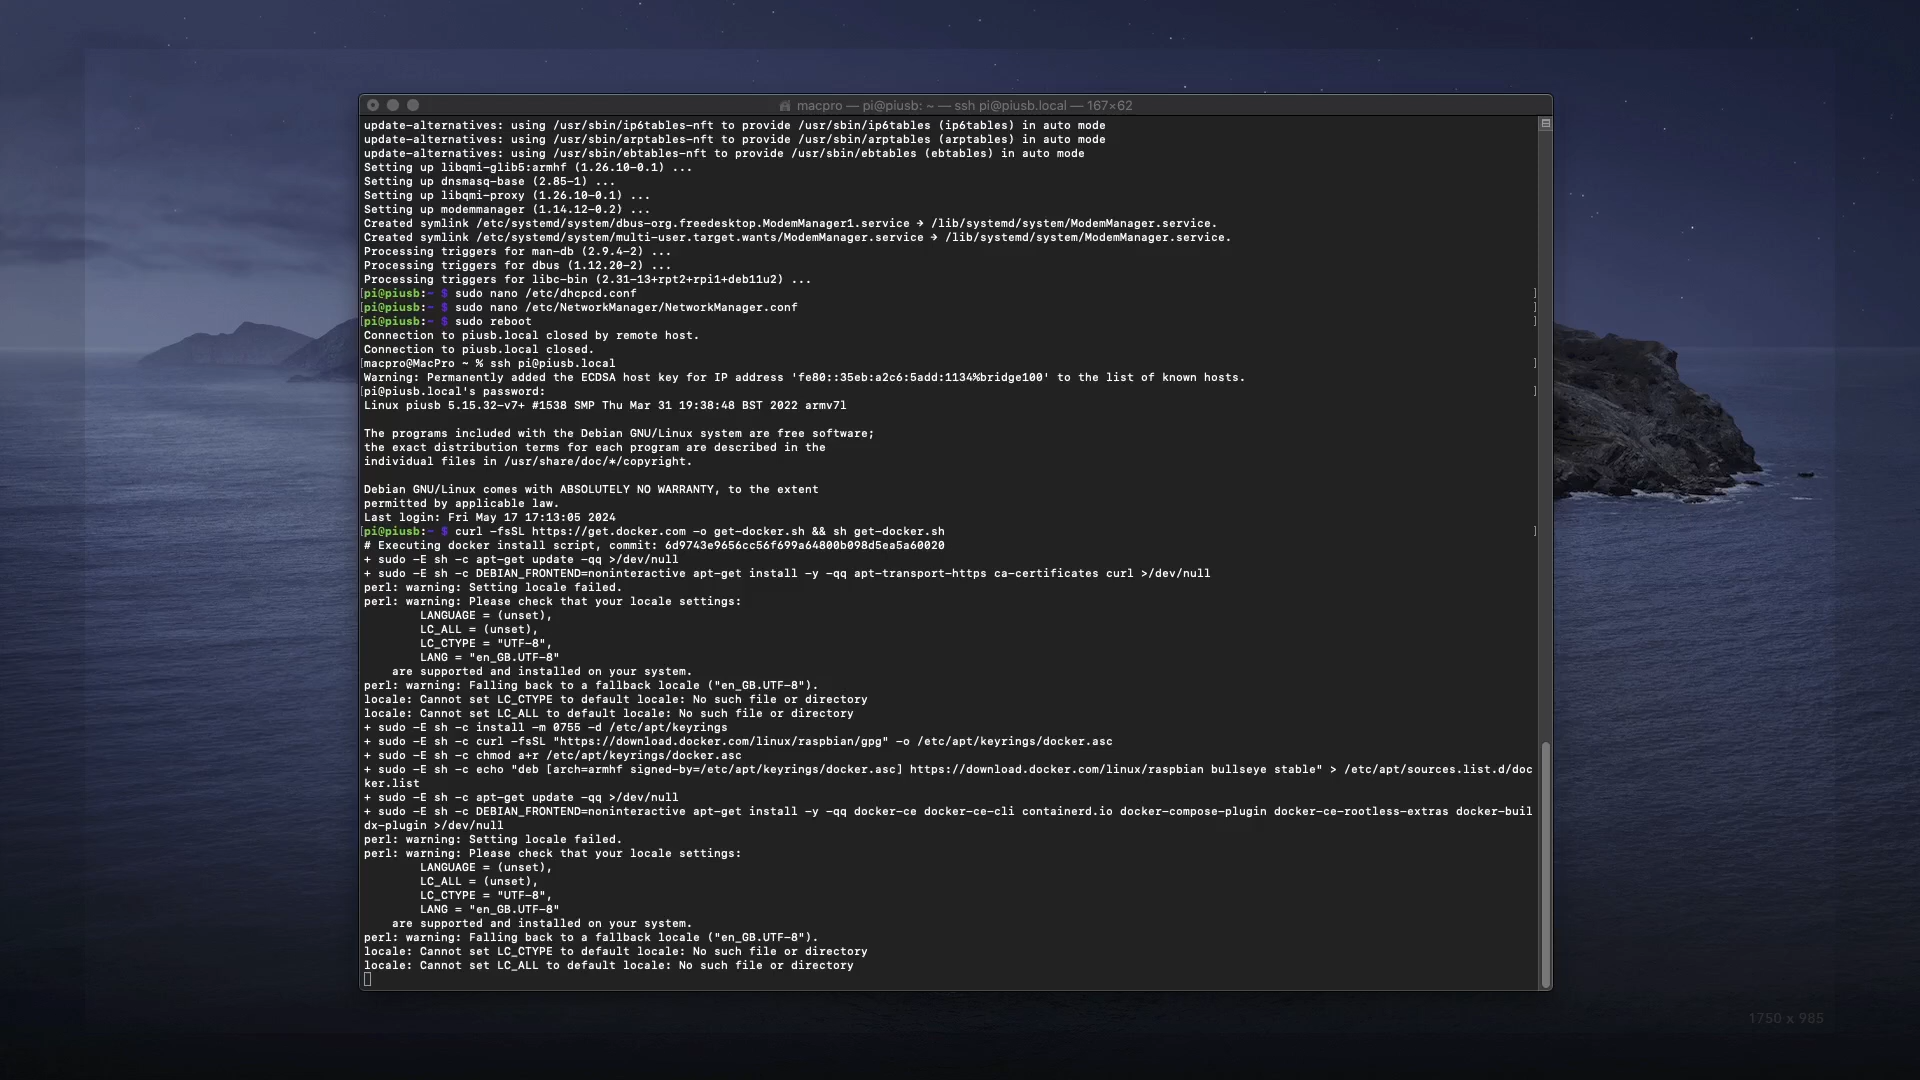 macpro — pi@piusb: ~ — ssh pi@piusb.local — 167×62
update-alternatives: using /usr/sbin/ip6tables-nft to provide /usr/sbin/ip6tables (ip6tables) in auto mode
update-alternatives: using /usr/sbin/arptables-nft to provide /usr/sbin/arptables (arptables) in auto mode
update-alternatives: using /usr/sbin/ebtables-nft to provide /usr/sbin/ebtables (ebtables) in auto mode
Setting up libqmi-glib5:armhf (1.26.10-0.1) ...
Setting up dnsmasq-base (2.85-1) ...
Setting up libqmi-proxy (1.26.10-0.1) ...
Setting up modemmanager (1.14.12-0.2) ...
Created symlink /etc/systemd/system/dbus-org.freedesktop.ModemManager1.service → /lib/systemd/system/ModemManager.service.
Created symlink /etc/systemd/system/multi-user.target.wants/ModemManager.service → /lib/systemd/system/ModemManager.service.
Processing triggers for man-db (2.9.4-2) ...
Processing triggers for dbus (1.12.20-2) ...
Processing triggers for libc-bin (2.31-13+rpt2+rpi1+deb11u2) ...
[pi@piusb:~ $ sudo nano /etc/dhcpcd.conf ]
[pi@piusb:~ $ sudo nano /etc/NetworkManager/NetworkManager.conf ]
[pi@piusb:~ $ sudo reboot ]
Connection to piusb.local closed by remote host.
Connection to piusb.local closed.
[macpro@MacPro ~ % ssh pi@piusb.local ]
Warning: Permanently added the ECDSA host key for IP address 'fe80::35eb:a2c6:5add:1134%bridge100' to the list of known hosts.
[pi@piusb.local's password: ]
Linux piusb 5.15.32-v7+ #1538 SMP Thu Mar 31 19:38:48 BST 2022 armv7l

The programs included with the Debian GNU/Linux system are free software;
the exact distribution terms for each program are described in the
individual files in /usr/share/doc/*/copyright.

Debian GNU/Linux comes with ABSOLUTELY NO WARRANTY, to the extent
permitted by applicable law.
Last login: Fri May 17 17:13:05 2024
[pi@piusb:~ $ curl -fsSL https://get.docker.com -o get-docker.sh && sh get-docker.sh ]
# Executing docker install script, commit: 6d9743e9656cc56f699a64800b098d5ea5a60020
+ sudo -E sh -c apt-get update -qq >/dev/null
+ sudo -E sh -c DEBIAN_FRONTEND=noninteractive apt-get install -y -qq apt-transport-https ca-certificates curl >/dev/null
perl: warning: Setting locale failed.
perl: warning: Please check that your locale settings:
LANGUAGE = (unset),
LC_ALL = (unset),
LC_CTYPE = "UTF-8",
LANG = "en_GB.UTF-8"
are supported and installed on your system.
perl: warning: Falling back to a fallback locale ("en_GB.UTF-8").
locale: Cannot set LC_CTYPE to default locale: No such file or directory
locale: Cannot set LC_ALL to default locale: No such file or directory
+ sudo -E sh -c install -m 0755 -d /etc/apt/keyrings
+ sudo -E sh -c curl -fsSL "https://download.docker.com/linux/raspbian/gpg" -o /etc/apt/keyrings/docker.asc
+ sudo -E sh -c chmod a+r /etc/apt/keyrings/docker.asc
+ sudo -E sh -c echo "deb [arch=armhf signed-by=/etc/apt/keyrings/docker.asc] https://download.docker.com/linux/raspbian bullseye stable" > /etc/apt/sources.list.d/doc
ker.list
+ sudo -E sh -c apt-get update -qq >/dev/null
+ sudo -E sh -c DEBIAN_FRONTEND=noninteractive apt-get install -y -qq docker-ce docker-ce-cli containerd.io docker-compose-plugin docker-ce-rootless-extras docker-buil
dx-plugin >/dev/null
perl: warning: Setting locale failed.
perl: warning: Please check that your locale settings:
LANGUAGE = (unset),
LC_ALL = (unset),
LC_CTYPE = "UTF-8",
LANG = "en_GB.UTF-8"
are supported and installed on your system.
perl: warning: Falling back to a fallback locale ("en_GB.UTF-8").
locale: Cannot set LC_CTYPE to default locale: No such file or directory
locale: Cannot set LC_ALL to default locale: No such file or directory
1750 x 985